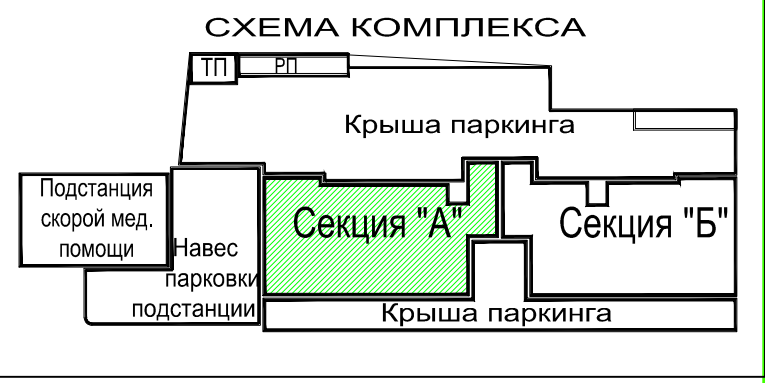 СХЕМА КОМПЛЕКСА
ТП
РП
Крыша паркинга
Подстанция
скорой мед.
помощи
Навес
парковки
подстанции
Секция "А"
Секция "Б"
Крыша паркинга